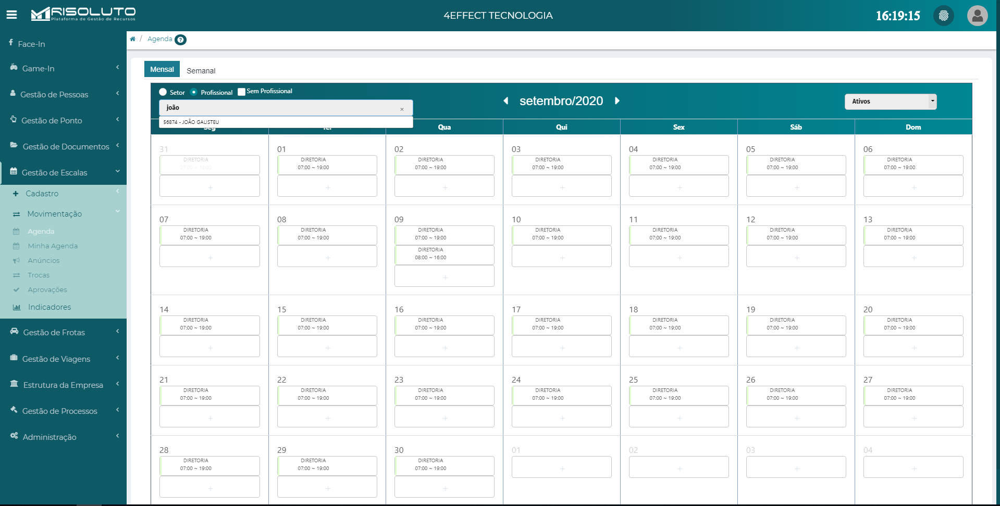 RISOLUTO
Plataforma de Gestão de Recursos
4EFFECT TECNOLOGIA
16:19:15
Face-In
Game-In
Gestão de Pessoas
Gestão de Ponto
Gestão de Documentos
Gestão de Escalas
Cadastro
Movimentação
Agenda
Minha Agenda
Anúncios
Trocas
Aprovações
Indicadores
Gestão de Frotas
Gestão de Viagens
Estrutura da Empresa
Gestão de Processos
Administração
/ Agenda ?
Mensal Semanal
Setor Profissional Sem Profissional
joão ×
56874 - JOÃO GALISTEU
setembro/2020
Ativos
Seg Ter Qua Qui Sex Sáb Dom
31 01 02 03 04 05 06
DIRETORIA DIRETORIA DIRETORIA DIRETORIA DIRETORIA DIRETORIA DIRETORIA
07:00 ~ 19:00 07:00 ~ 19:00 07:00 ~ 19:00 07:00 ~ 19:00 07:00 ~ 19:00 07:00 ~ 19:00 07:00 ~ 19:00
+ + + + + + +
07 08 09 10 11 12 13
DIRETORIA DIRETORIA DIRETORIA DIRETORIA DIRETORIA DIRETORIA DIRETORIA
07:00 ~ 19:00 07:00 ~ 19:00 07:00 ~ 19:00 07:00 ~ 19:00 07:00 ~ 19:00 07:00 ~ 19:00 07:00 ~ 19:00
+ + DIRETORIA + + + +
08:00 ~ 16:00
+
14 15 16 17 18 19 20
DIRETORIA DIRETORIA DIRETORIA DIRETORIA DIRETORIA DIRETORIA DIRETORIA
07:00 ~ 19:00 07:00 ~ 19:00 07:00 ~ 19:00 07:00 ~ 19:00 07:00 ~ 19:00 07:00 ~ 19:00 07:00 ~ 19:00
+ + + + + + +
21 22 23 24 25 26 27
DIRETORIA DIRETORIA DIRETORIA DIRETORIA DIRETORIA DIRETORIA DIRETORIA
07:00 ~ 19:00 07:00 ~ 19:00 07:00 ~ 19:00 07:00 ~ 19:00 07:00 ~ 19:00 07:00 ~ 19:00 07:00 ~ 19:00
+ + + + + + +
28 29 30 01 02 03 04
DIRETORIA DIRETORIA DIRETORIA + + + +
07:00 ~ 19:00 07:00 ~ 19:00 07:00 ~ 19:00
+ + +